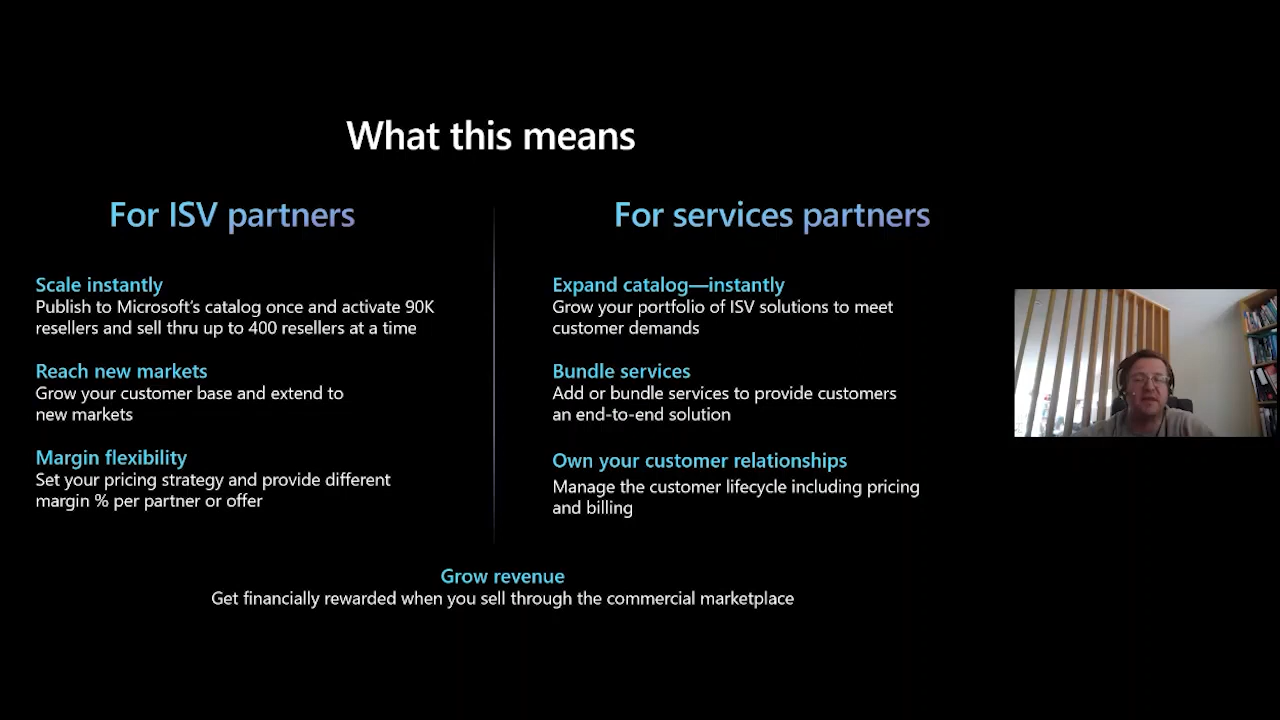 What this means
For ISV partners
Scale instantly
Publish to Microsoft's catalog once and activate 90K
resellers and sell thru up to 400 resellers at a time
Reach new markets
Grow your customer base and extend to
new markets
Margin flexibility
Set your pricing strategy and provide different
margin % per partner or offer
For services partners
Expand catalog—instantly
Grow your portfolio of ISV solutions to meet
customer demands
Bundle services
Add or bundle services to provide customers
an end-to-end solution
Own your customer relationships
Manage the customer lifecycle including pricing
and billing
Grow revenue
Get financially rewarded when you sell through the commercial marketplace